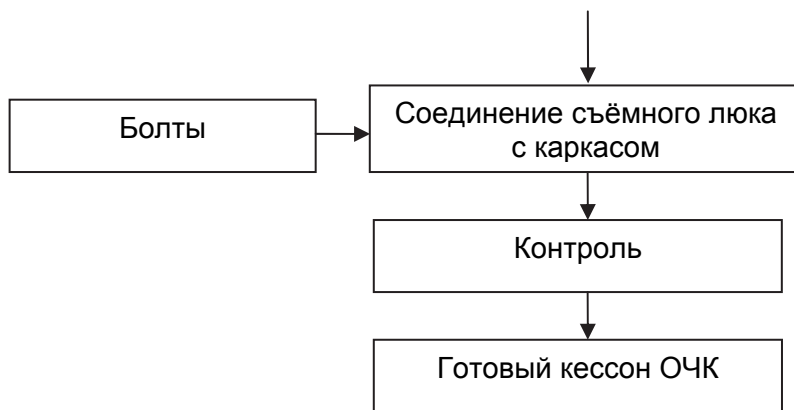 Болты
Соединение съёмного люка
с каркасом
Контроль
Готовый кессон ОЧК